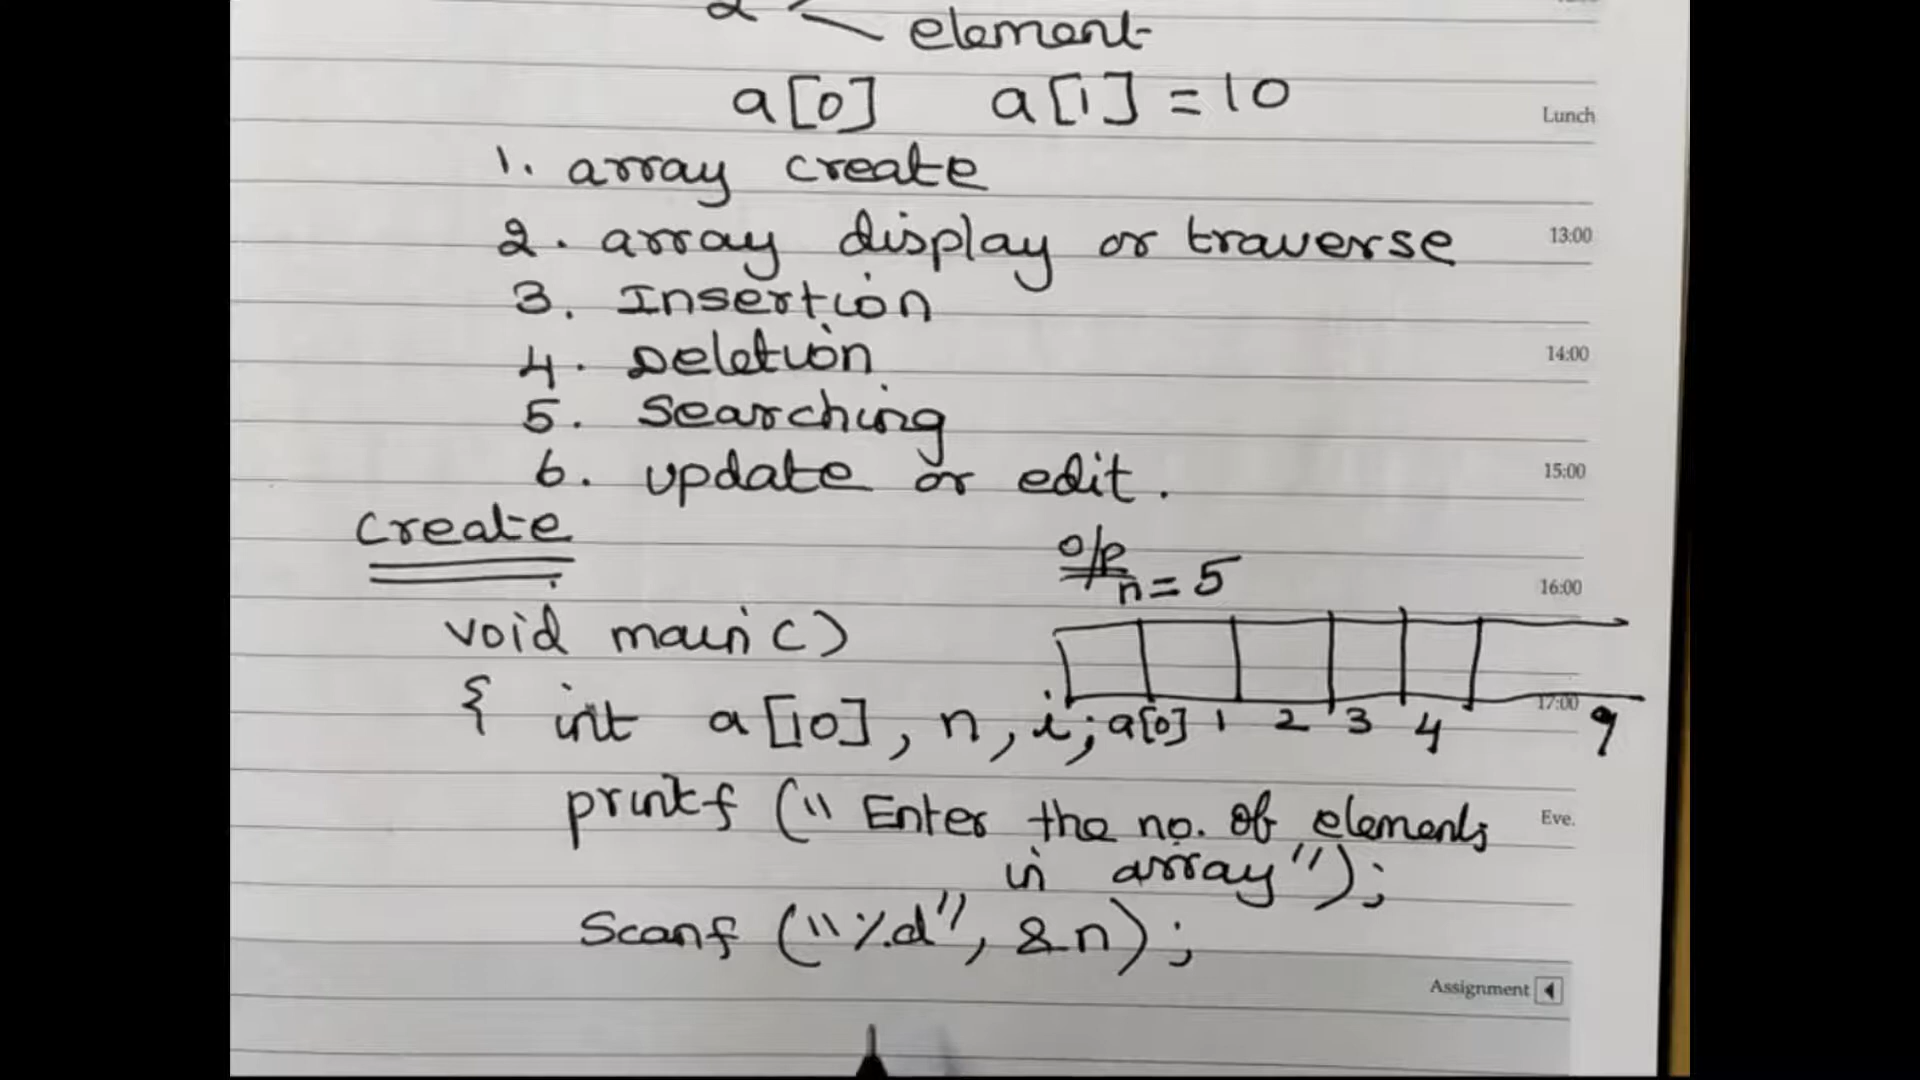 2 element
a[0] a[1] = 10
Lunch
1. array create
2. array display or traverse
13:00
3. Insertion
4. Deletion
14:00
5. Searching
6. update or edit.
15:00
create
o/p
n = 5
16:00
void main()
{ int a[10], n, i; a[0] 1 2 3 4 9
17:00
printf (" Enter the no. of elements
Eve.
in array");
Scanf ("%d", &n);
Assignment